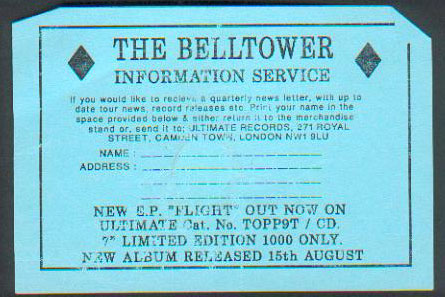 THE BELLTOWER
INFORMATION SERVICE
If you would like to recieve a quarterly news letter, with up to
date tour news, record releases etc. Print your name in the
space provided below & either return it to the merchandise
stand or, send it to; ULTIMATE RECORDS, 271 ROYAL
STREET, CAMDEN TOWN, LONDON NW1 9LU
NAME :
ADDRESS :
NEW E.P. "FLIGHT" OUT NOW ON
ULTIMATE Cat. No. TOPP9T / CD.
7" LIMITED EDITION 1000 ONLY.
NEW ALBUM RELEASED 15th AUGUST